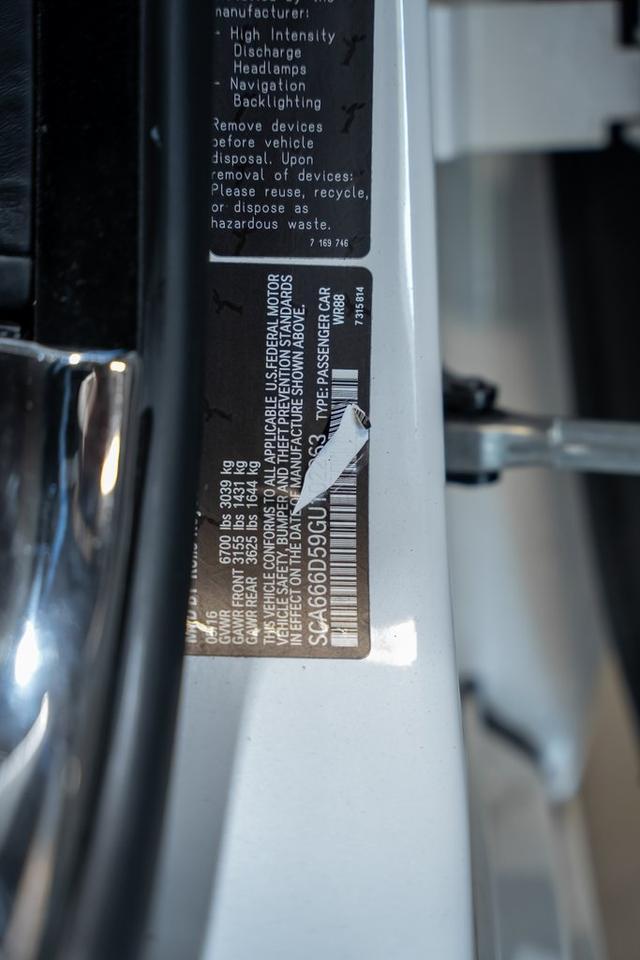 manufacturer:
- High Intensity
Discharge
Headlamps
- Navigation
Backlighting
Remove devices
before vehicle
disposal. Upon
removal of devices:
Please reuse, recycle,
or dispose as
hazardous waste.
7 169 746
GVWR 6700 lbs 3039 kg
GAWR FRONT 3155 lbs 1431 kg
GAWR REAR 3625 lbs 1644 kg
THIS VEHICLE CONFORMS TO ALL APPLICABLE U.S.FEDERAL MOTOR
VEHICLE SAFETY, BUMPER AND THEFT PREVENTION STANDARDS
IN EFFECT ON THE DATE OF MANUFACTURE SHOWN ABOVE.
SCA666D59GU 63 TYPE: PASSENGER CAR
WR88
7315814